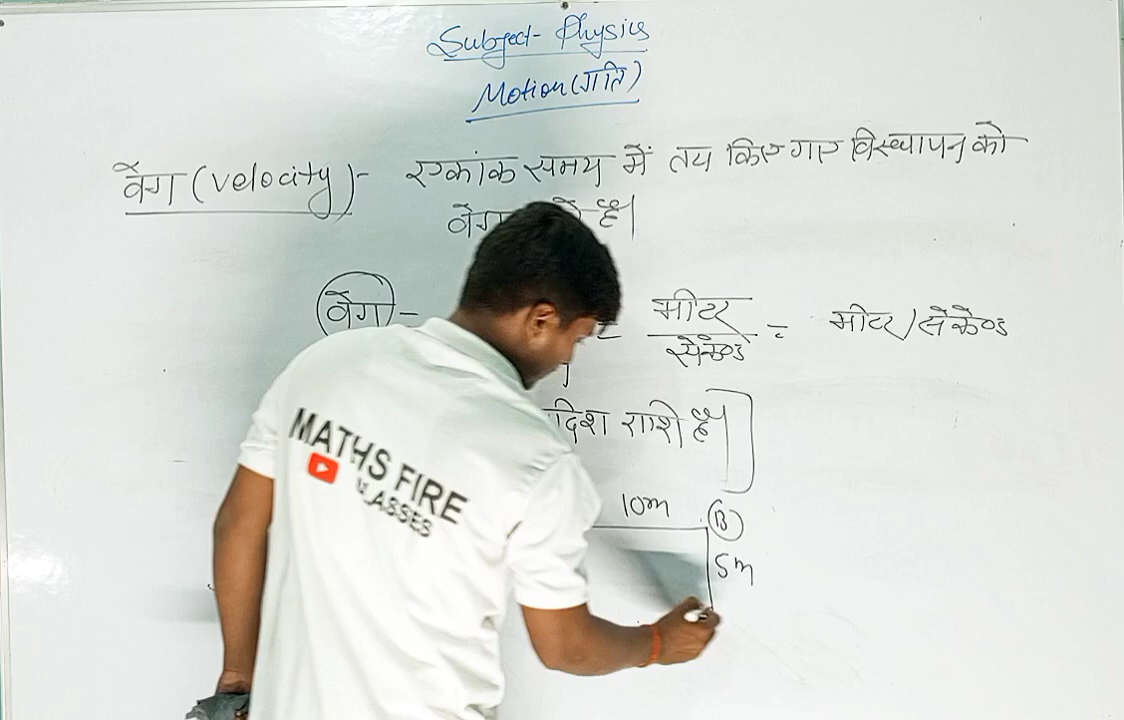 Subject- Physics
Motion (गति)
वेग (velocity)- एकांक समय में तय किए गए विस्थापन को
है।
वेग - - मीटर / सेकेण्ड = मीटर/सेकेण्ड
दिश राशि है]
10m B
5m
MATHS FIRE
CLASSES